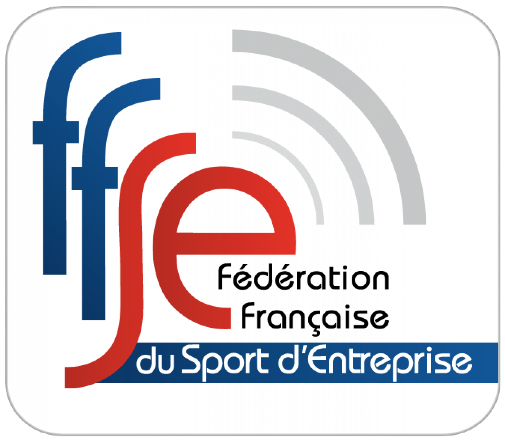 ffse
Fédération
Française
du Sport d'Entreprise